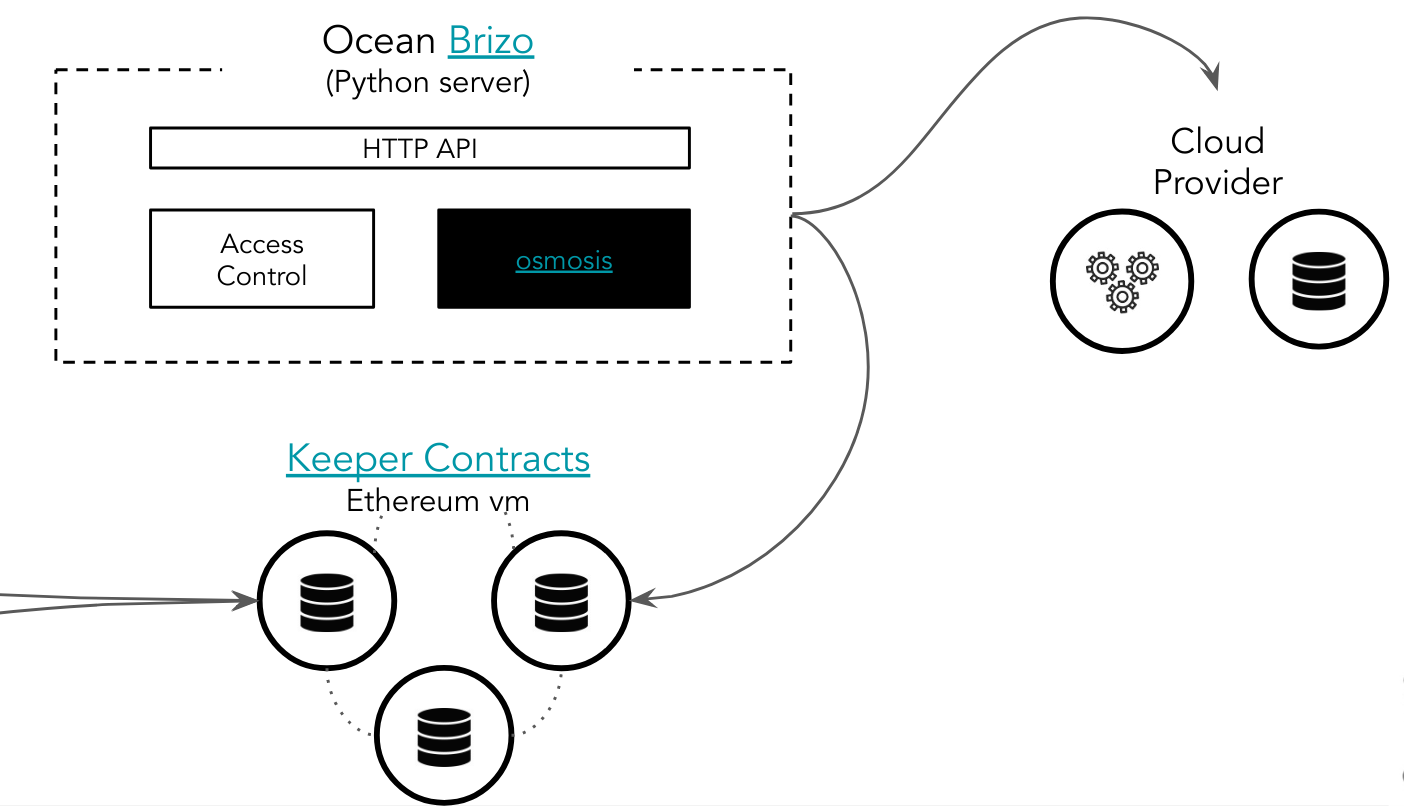 Ocean Brizo
(Python server)
HTTP API
Access
Control
osmosis
Cloud
Provider
Keeper Contracts
Ethereum vm